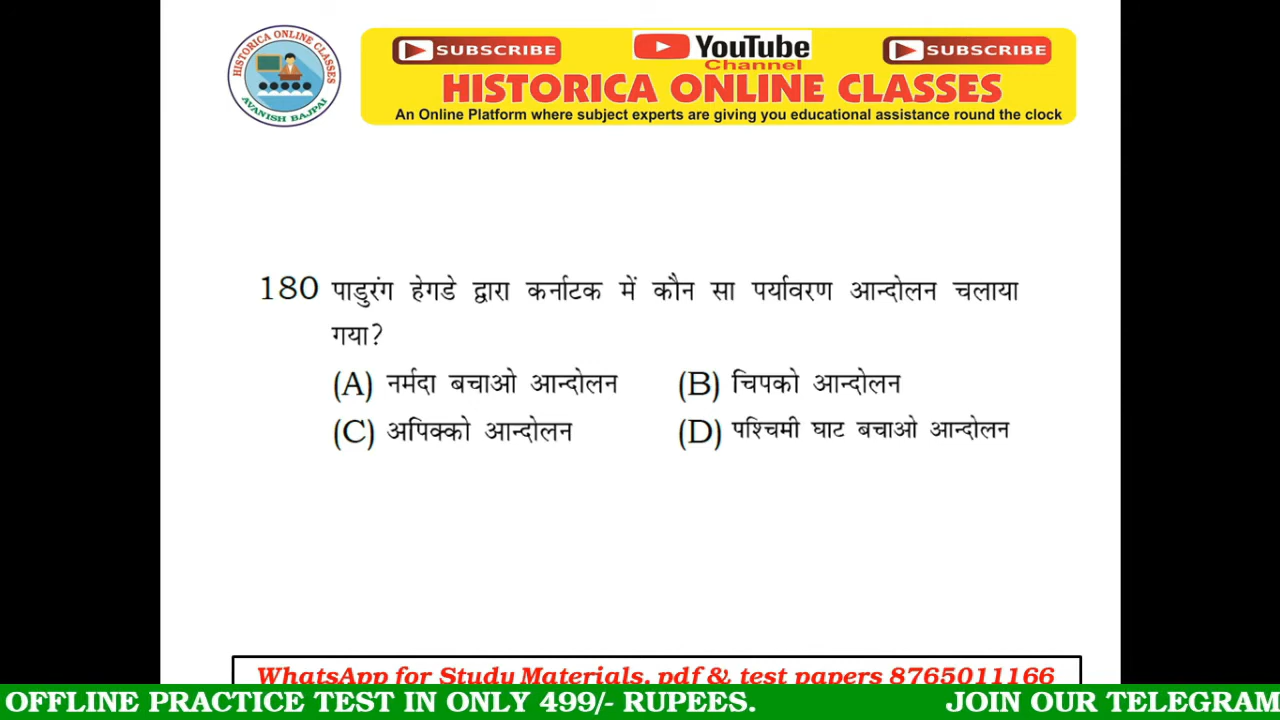 HISTORICA ONLINE CLASSES
AVANISH BAJPAI
SUBSCRIBE YouTube SUBSCRIBE
Channel
HISTORICA ONLINE CLASSES
An Online Platform where subject experts are giving you educational assistance round the clock
180 पाडुरंग हेगडे द्वारा कर्नाटक में कौन सा पर्यावरण आन्दोलन चलाया
गया?
(A) नर्मदा बचाओ आन्दोलन (B) चिपको आन्दोलन
(C) अपिक्को आन्दोलन (D) पश्चिमी घाट बचाओ आन्दोलन
WhatsApp for Study Materials, pdf & test papers 8765011166
OFFLINE PRACTICE TEST IN ONLY 499/- RUPEES. JOIN OUR TELEGRAM